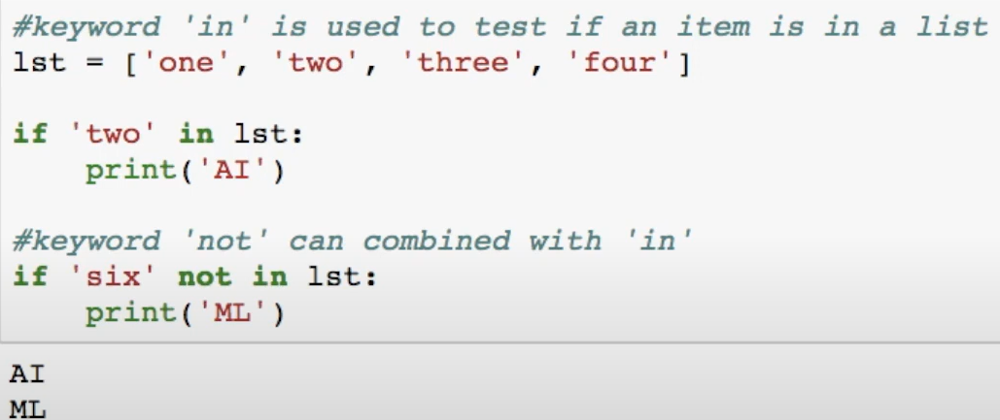 #keyword 'in' is used to test if an item is in a list
lst = ['one', 'two', 'three', 'four']
if 'two' in lst:
    print('AI')
#keyword 'not' can combined with 'in'
if 'six' not in lst:
    print('ML')
AI
ML